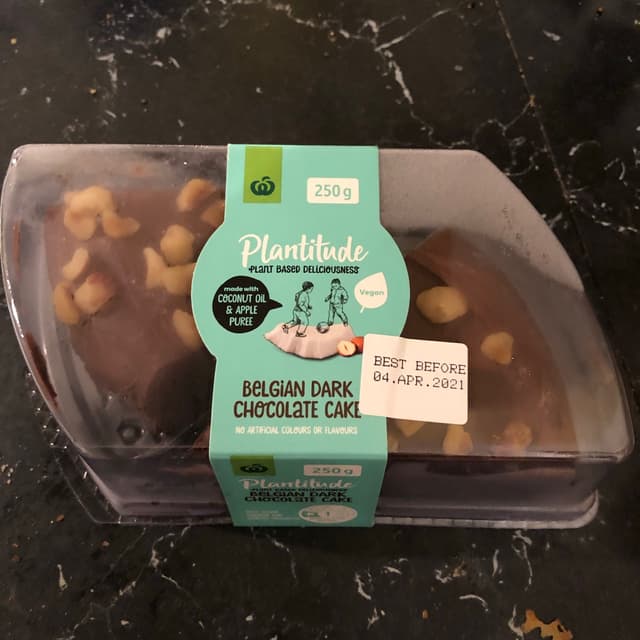 250g
Plantitude
PLANT BASED DELICIOUSNESS
made with
COCONUT OIL
& APPLE
PUREE
Vegan
BEST BEFORE
04.APR.2021
BELGIAN DARK
CHOCOLATE CAKE
NO ARTIFICIAL COLOURS OR FLAVOURS
250g
Plantitude
BELGIAN DARK
CHOCOLATE CAKE